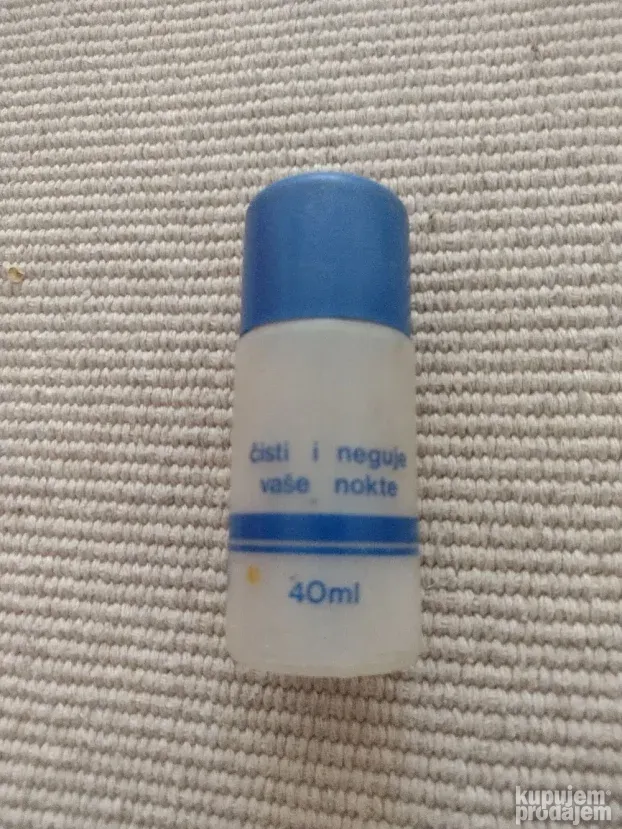 čisti i neguje
vaše nokte
40ml
kupujem
prodajem